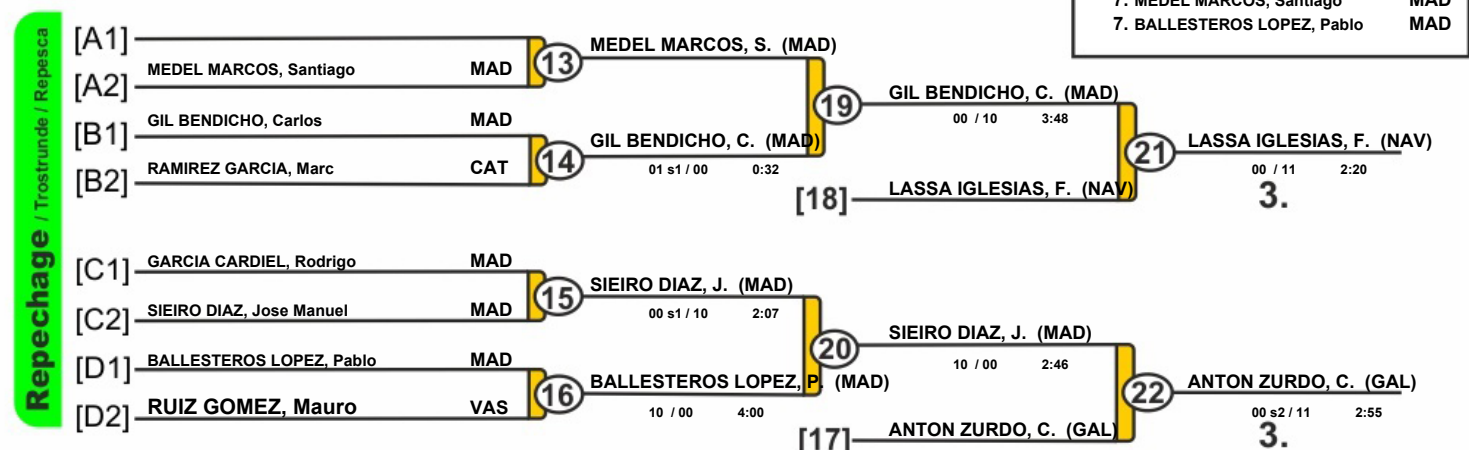 7. MEDEL MARCOS, Santiago MAD
7. BALLESTEROS LOPEZ, Pablo MAD
Repechage / Trostrunde / Repesca
[A1]
MEDEL MARCOS, S. (MAD)
MEDEL MARCOS, Santiago MAD
13
[A2]
GIL BENDICHO, C. (MAD)
19
00 / 10 3:48
GIL BENDICHO, Carlos MAD
[B1]
GIL BENDICHO, C. (MAD)
21
LASSA IGLESIAS, F. (NAV)
RAMIREZ GARCIA, Marc CAT
14
01 s1 / 00 0:32
00 / 11 2:20
[B2]
[18]
LASSA IGLESIAS, F. (NAV)
3.
[C1]
GARCIA CARDIEL, Rodrigo MAD
SIEIRO DIAZ, J. (MAD)
15
SIEIRO DIAZ, Jose Manuel MAD
00 s1 / 10 2:07
[C2]
SIEIRO DIAZ, J. (MAD)
20
10 / 00 2:46
[D1]
BALLESTEROS LOPEZ, Pablo MAD
BALLESTEROS LOPEZ, P. (MAD)
22
ANTON ZURDO, C. (GAL)
16
[D2]
RUIZ GOMEZ, Mauro VAS
10 / 00 4:00
00 s2 / 11 2:55
[17]
ANTON ZURDO, C. (GAL)
3.